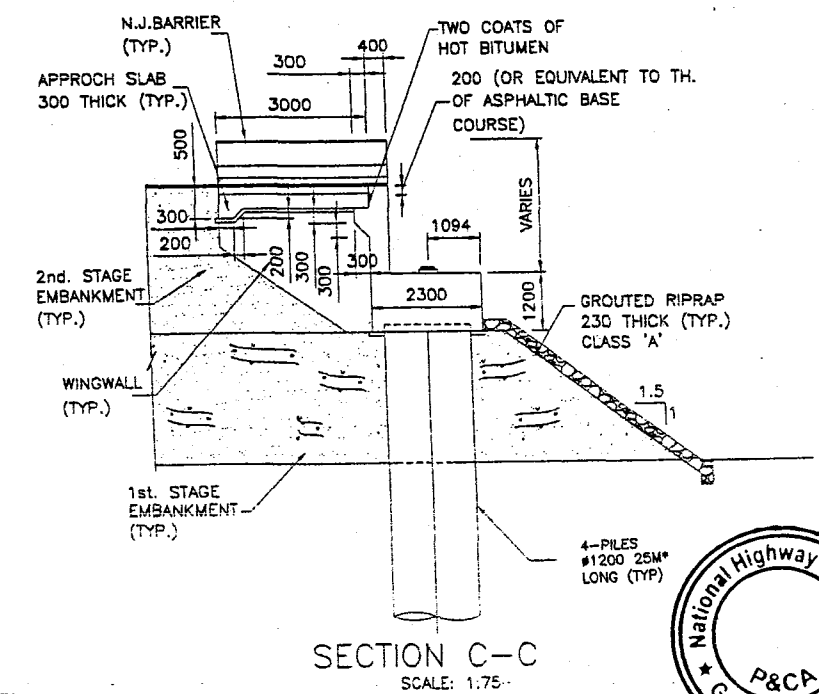 N.J.BARRIER
(TYP.)
400
TWO COATS OF
HOT BITUMEN
300
APPROCH SLAB
300 THICK (TYP.)
3000
200 (OR EQUIVALENT TO TH.
OF ASPHALTIC BASE
COURSE)
500
VARIES
300
200
200
300
300
300
1094
2300
1200
2nd. STAGE
EMBANKMENT
(TYP.)
GROUTED RIPRAP
230 THICK (TYP.)
CLASS 'A'
WINGWALL
(TYP.)
1.5
1
1st. STAGE
EMBANKMENT
(TYP.)
4-PILES
ø1200 25M*
LONG (TYP)
National Highway
P&CA
SECTION C-C
SCALE: 1:75